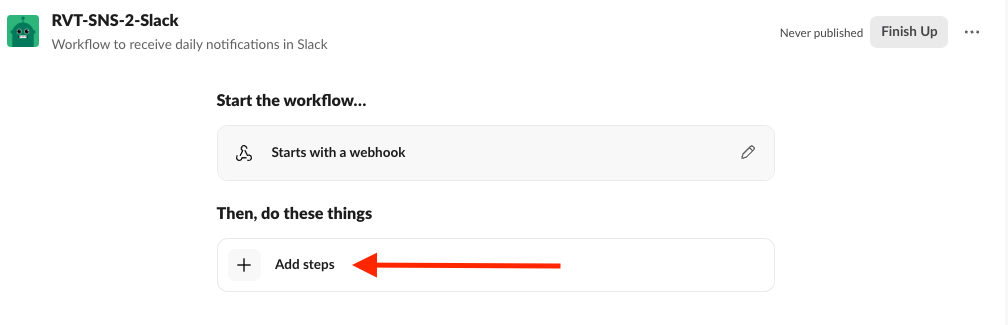 RVT-SNS-2-Slack
Workflow to receive daily notifications in Slack
Never published
Finish Up
Start the workflow...
Starts with a webhook
Then, do these things
Add steps